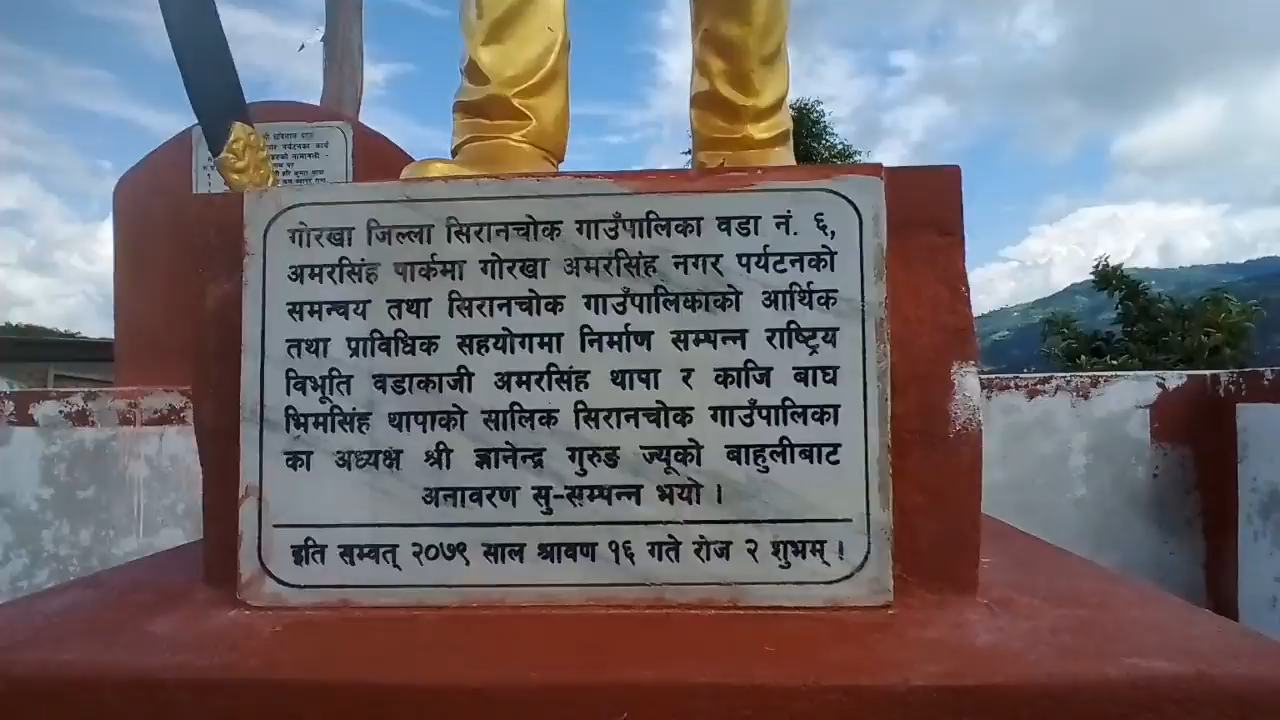 गोरखा जिल्ला सिरानचोक गाउँपालिका वडा नं. ६,
अमरसिंह पार्कमा गोरखा अमरसिंह नगर पर्यटनको
समन्वय तथा सिरानचोक गाउँपालिकाको आर्थिक
तथा प्राविधिक सहयोगमा निर्माण सम्पन्न राष्ट्रिय
विभूति वडाकाजी अमरसिंह थापा र काजि बाघ
भिमसिंह थापाको सालिक सिरानचोक गाउँपालिका
का अध्यक्ष श्री ज्ञानेन्द्र गुरुङ ज्यूको बाहुलीबाट
अनावरण सु-सम्पन्न भयो ।
इति सम्वत् २०७९ साल श्रावण १६ गते रोज २ शुभम् ।